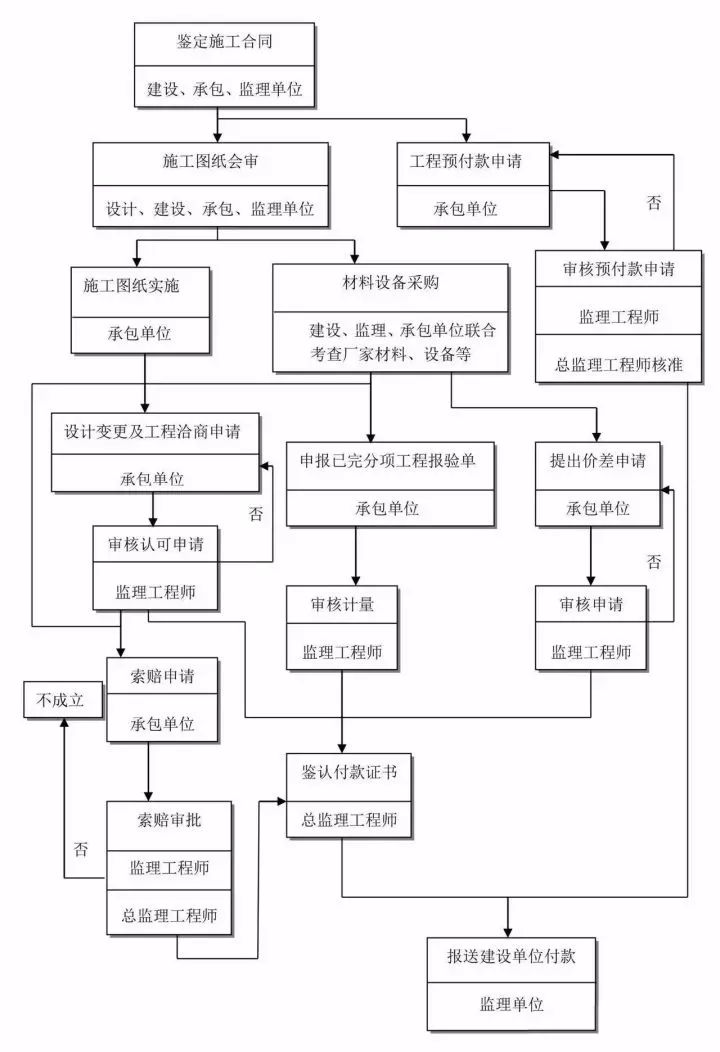 鉴定施工合同
建设、承包、监理单位
施工图纸会审
设计、建设、承包、监理单位
工程预付款申请
承包单位
否
审核预付款申请
监理工程师
总监理工程师核准
施工图纸实施
承包单位
材料设备采购
建设、监理、承包单位联合
考查厂家材料、设备等
设计变更及工程洽商申请
承包单位
否
申报已完分项工程报验单
承包单位
提出价差申请
承包单位
否
审核认可申请
监理工程师
审核计量
监理工程师
审核申请
监理工程师
索赔申请
承包单位
不成立
鉴认付款证书
总监理工程师
索赔审批
监理工程师
总监理工程师
否
报送建设单位付款
监理单位